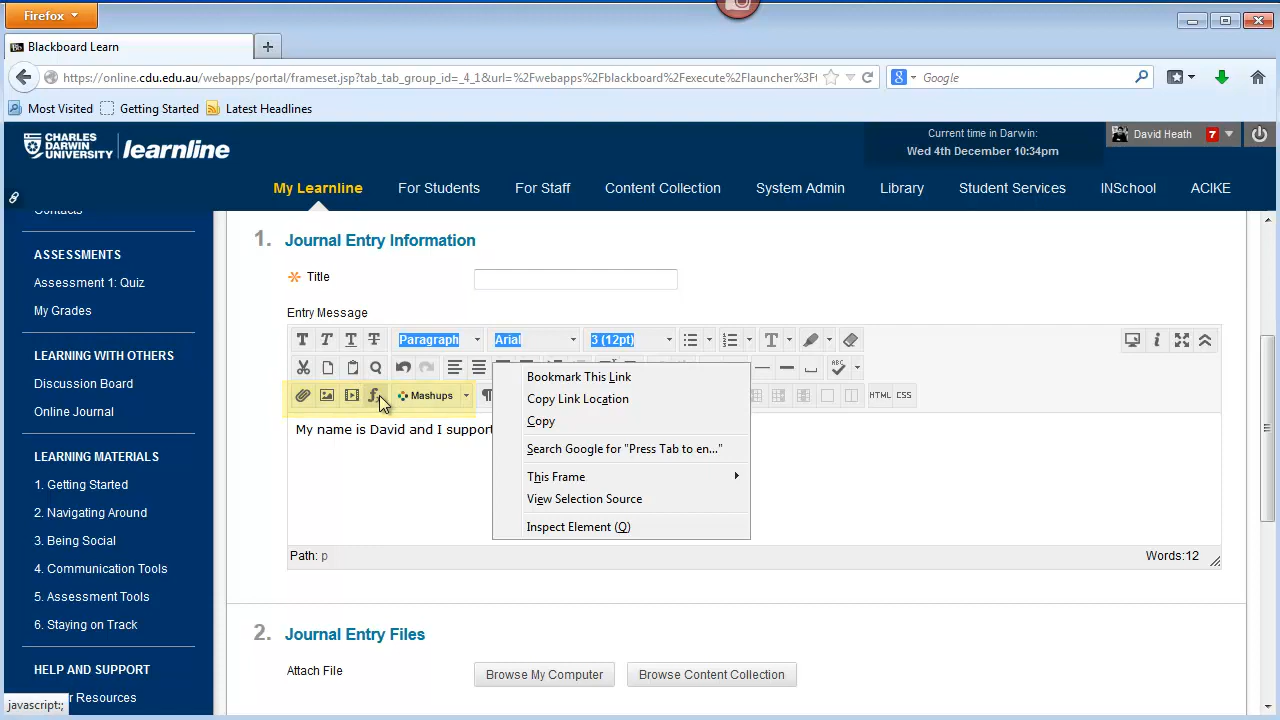 Firefox
Blackboard Learn
https://online.cdu.edu.au/webapps/portal/frameset.jsp?tab_tab_group_id=_4_1&url=%2Fwebapps%2Fblackboard%2Fexecute%2Flauncher%3F
Google
Most Visited Getting Started Latest Headlines
CHARLES DARWIN UNIVERSITY learnline
Current time in Darwin:
Wed 4th December 10:34pm
David Heath 7
My Learnline For Students For Staff Content Collection System Admin Library Student Services INSchool ACIKE
Contacts
ASSESSMENTS
Assessment 1: Quiz
My Grades
LEARNING WITH OTHERS
Discussion Board
Online Journal
LEARNING MATERIALS
1. Getting Started
2. Navigating Around
3. Being Social
4. Communication Tools
5. Assessment Tools
6. Staying on Track
HELP AND SUPPORT
Resources
javascript:;
1. Journal Entry Information
Title
Entry Message
T T T T Paragraph Arial 3 (12pt) T
ABC
Mashups HTML CSS
My name is David and I support
Bookmark This Link
Copy Link Location
Copy
Search Google for "Press Tab to en..."
This Frame
View Selection Source
Inspect Element (Q)
Path: p Words:12
2. Journal Entry Files
Attach File Browse My Computer Browse Content Collection